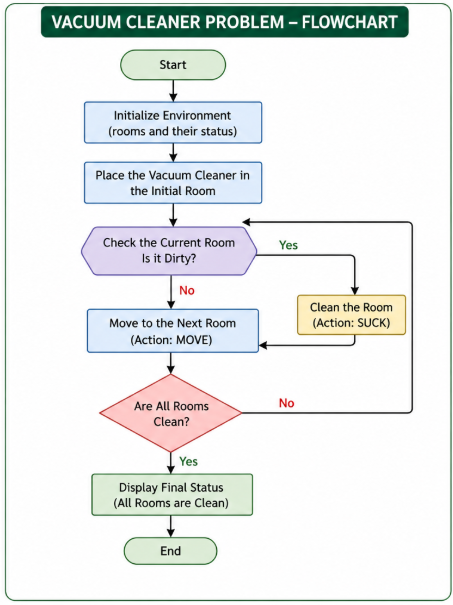 VACUUM CLEANER PROBLEM – FLOWCHART
Start
Initialize Environment
(rooms and their status)
Place the Vacuum Cleaner in
the Initial Room
Check the Current Room
Is it Dirty?
Yes
No
Clean the Room
(Action: SUCK)
Move to the Next Room
(Action: MOVE)
Are All Rooms
Clean?
No
Yes
Display Final Status
(All Rooms are Clean)
End